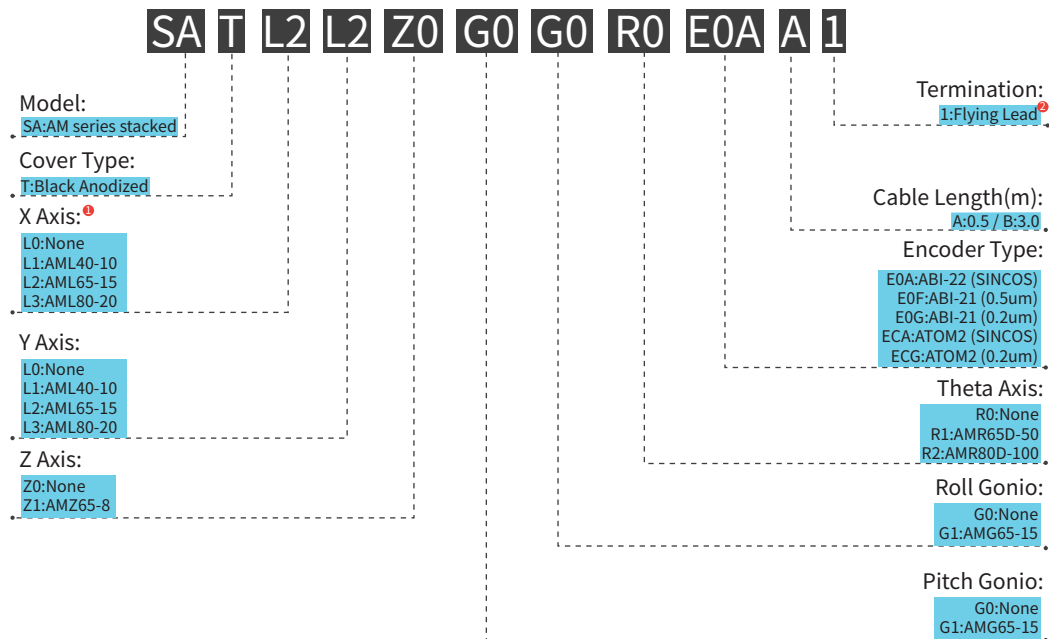 SA T L2 L2 Z0 G0 G0 R0 E0A A 1
Model:
SA:AM series stacked
Cover Type:
T:Black Anodized
X Axis:❶
L0:None
L1:AML40-10
L2:AML65-15
L3:AML80-20
Y Axis:
L0:None
L1:AML40-10
L2:AML65-15
L3:AML80-20
Z Axis:
Z0:None
Z1:AMZ65-8
Termination:
1:Flying Lead❷
Cable Length(m):
A:0.5 / B:3.0
Encoder Type:
E0A:ABI-22 (SINCOS)
E0F:ABI-21 (0.5um)
E0G:ABI-21 (0.2um)
ECA:ATOM2 (SINCOS)
ECG:ATOM2 (0.2um)
Theta Axis:
R0:None
R1:AMR65D-50
R2:AMR80D-100
Roll Gonio:
G0:None
G1:AMG65-15
Pitch Gonio:
G0:None
G1:AMG65-15